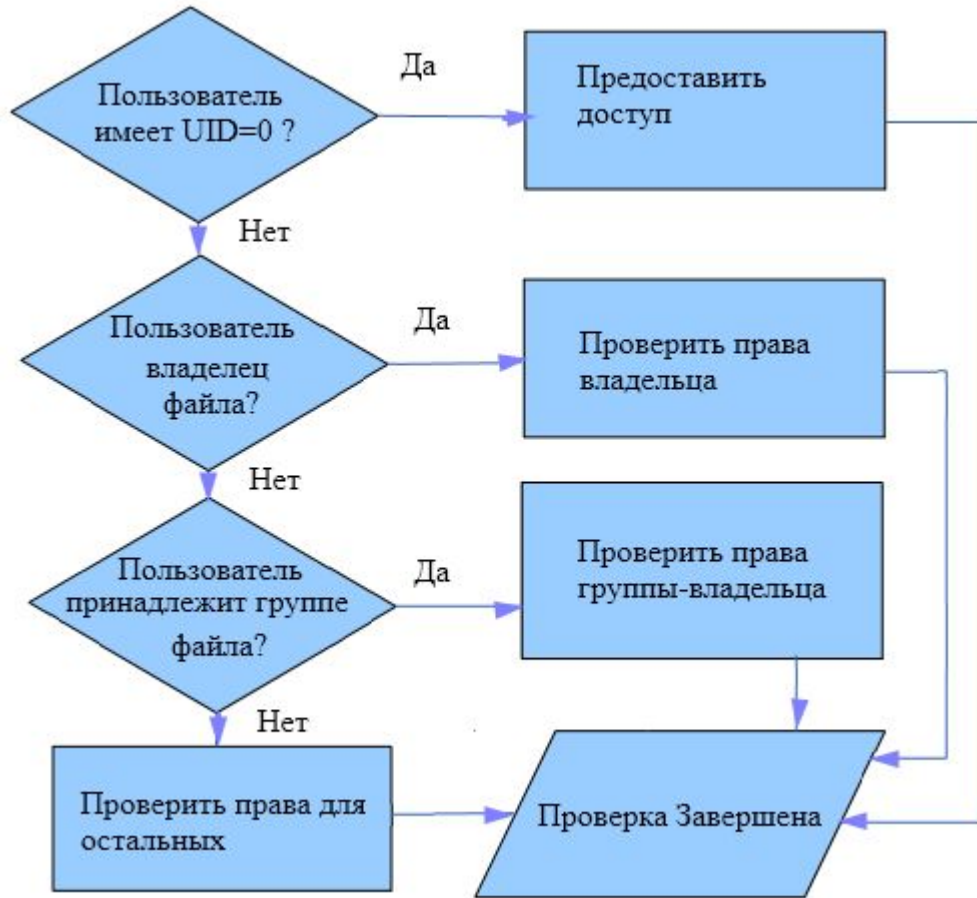 Пользователь
имеет UID=0 ?
Да
Предоставить
доступ
Нет
Пользователь
владелец
файла?
Да
Проверить права
владельца
Нет
Пользователь
принадлежит группе
файла?
Да
Проверить права
группы-владельца
Нет
Проверить права для
остальных
Проверка Завершена